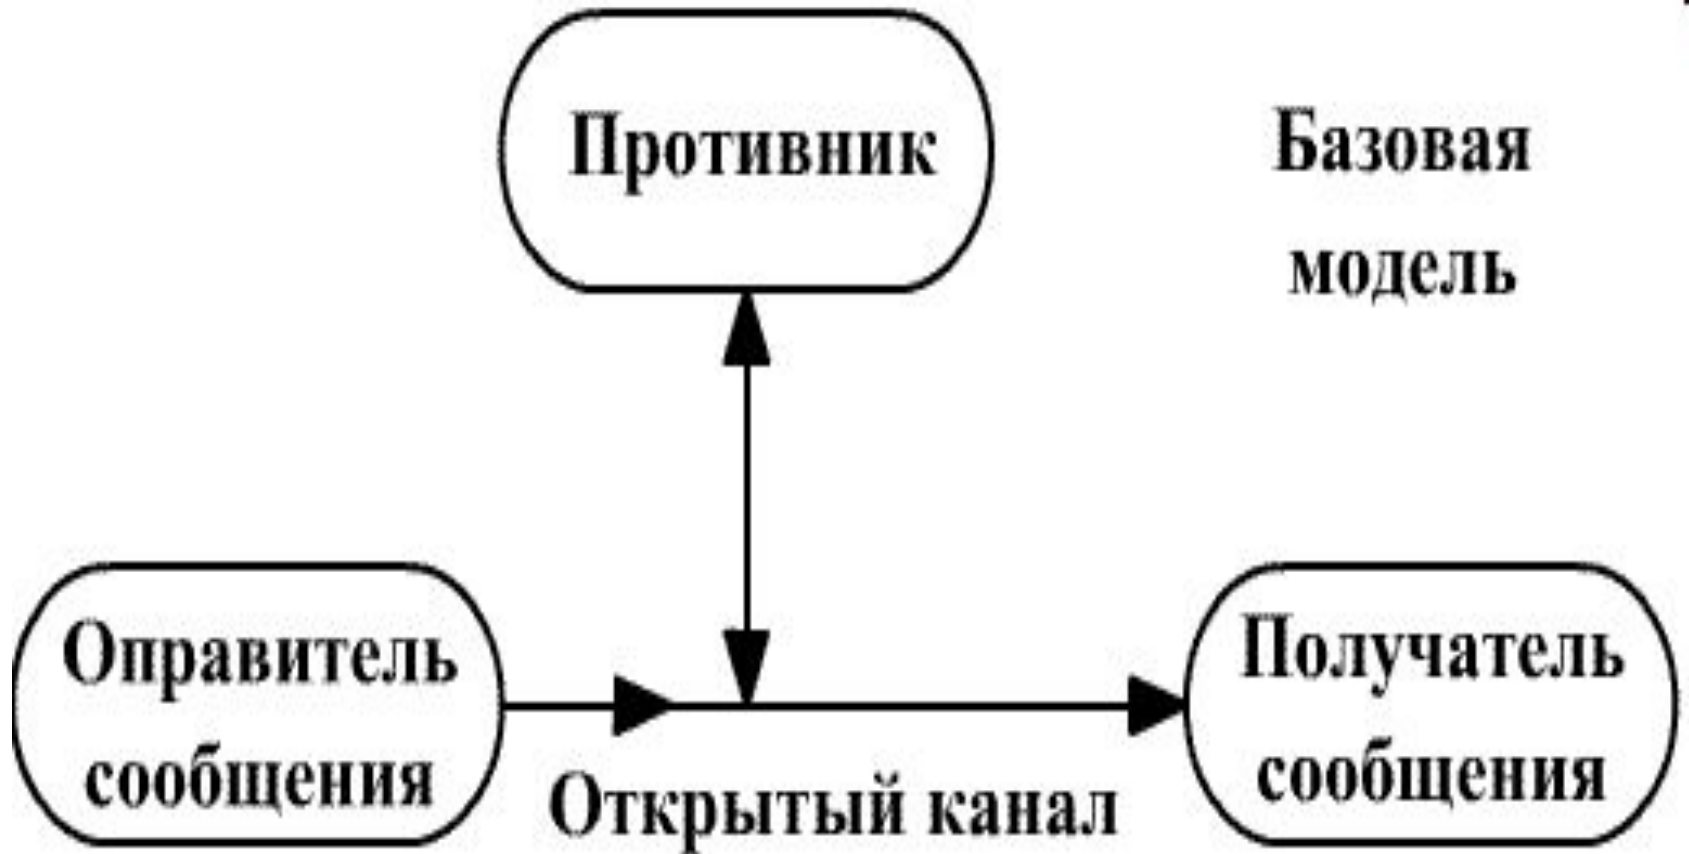 Противник
Базовая
модель
Оправитель
сообщения
Открытый канал
Получатель
сообщения